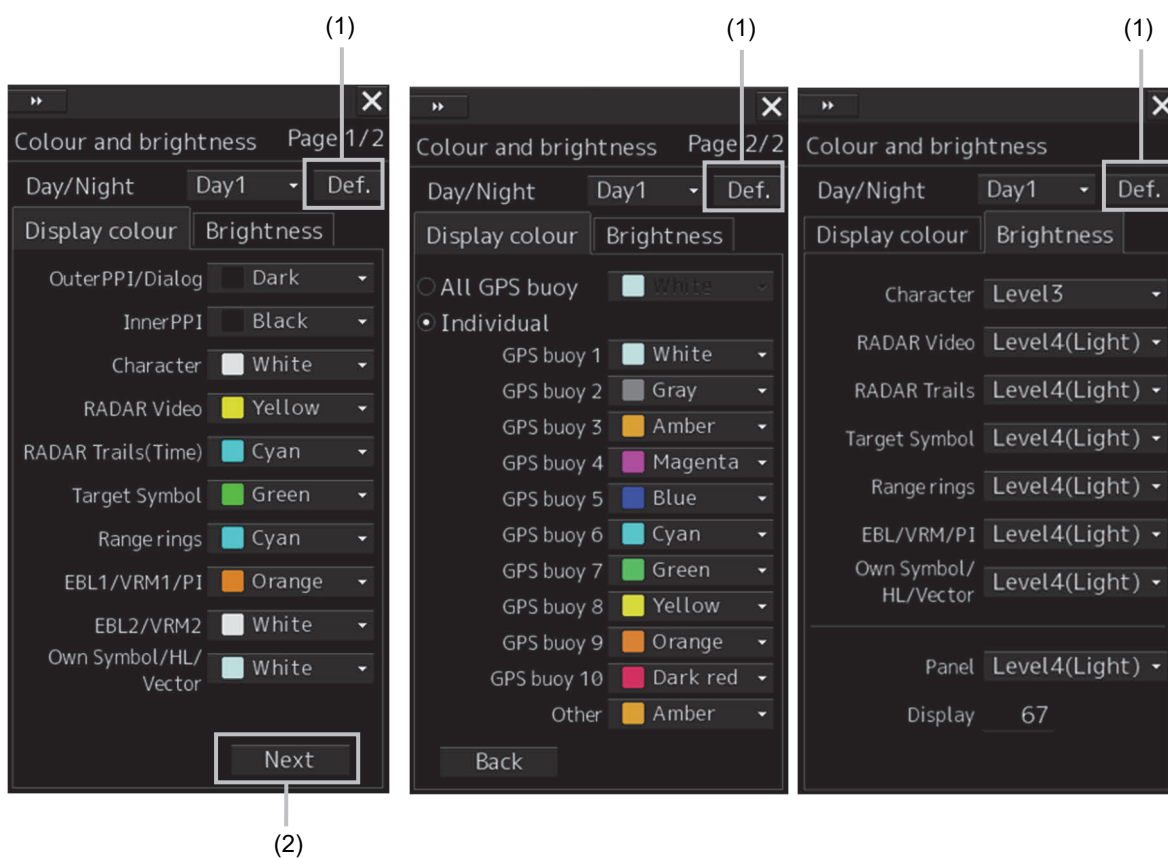 (1)
Colour and brightness Page 1/2
Day/Night Day1 Def.
Display colour Brightness
OuterPPI/Dialog Dark
InnerPPI Black
Character White
RADAR Video Yellow
RADAR Trails(Time) Cyan
Target Symbol Green
Range rings Cyan
EBL1/VRM1/PI Orange
EBL2/VRM2 White
Own Symbol/HL/
Vector White
Next
(2)
(1)
Colour and brightness Page 2/2
Day/Night Day1 Def.
Display colour Brightness
All GPS buoy White
Individual
GPS buoy 1 White
GPS buoy 2 Gray
GPS buoy 3 Amber
GPS buoy 4 Magenta
GPS buoy 5 Blue
GPS buoy 6 Cyan
GPS buoy 7 Green
GPS buoy 8 Yellow
GPS buoy 9 Orange
GPS buoy 10 Dark red
Other Amber
Back
(1)
Colour and brightness
Day/Night Day1 Def.
Display colour Brightness
Character Level3
RADAR Video Level4(Light)
RADAR Trails Level4(Light)
Target Symbol Level4(Light)
Range rings Level4(Light)
EBL/VRM/PI Level4(Light)
Own Symbol/
HL/Vector Level4(Light)
Panel Level4(Light)
Display 67